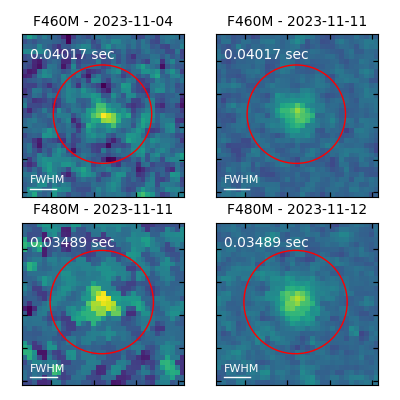 F460M - 2023-11-04
F460M - 2023-11-11
0.04017 sec
0.04017 sec
FWHM
FWHM
F480M - 2023-11-11
F480M - 2023-11-12
0.03489 sec
0.03489 sec
FWHM
FWHM